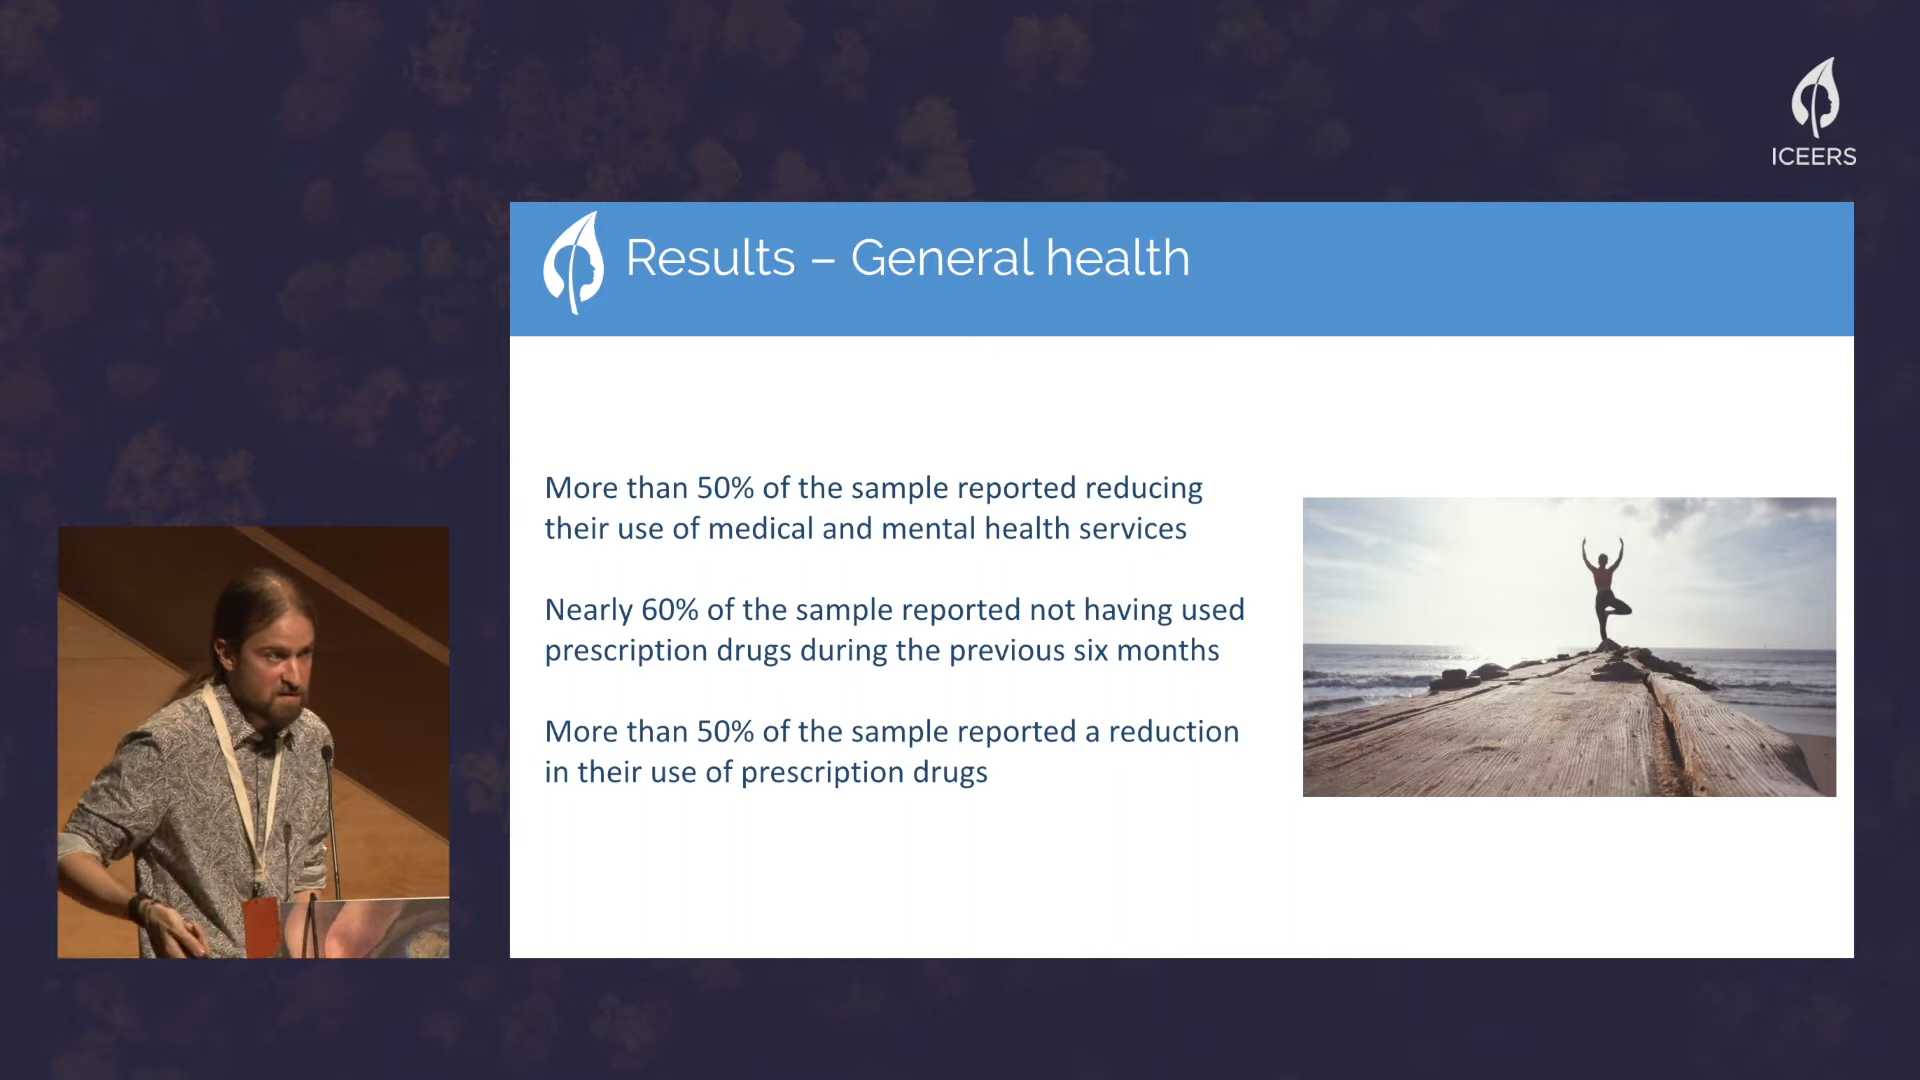 ICEERS
Results – General health
More than 50% of the sample reported reducing
their use of medical and mental health services
Nearly 60% of the sample reported not having used
prescription drugs during the previous six months
More than 50% of the sample reported a reduction
in their use of prescription drugs